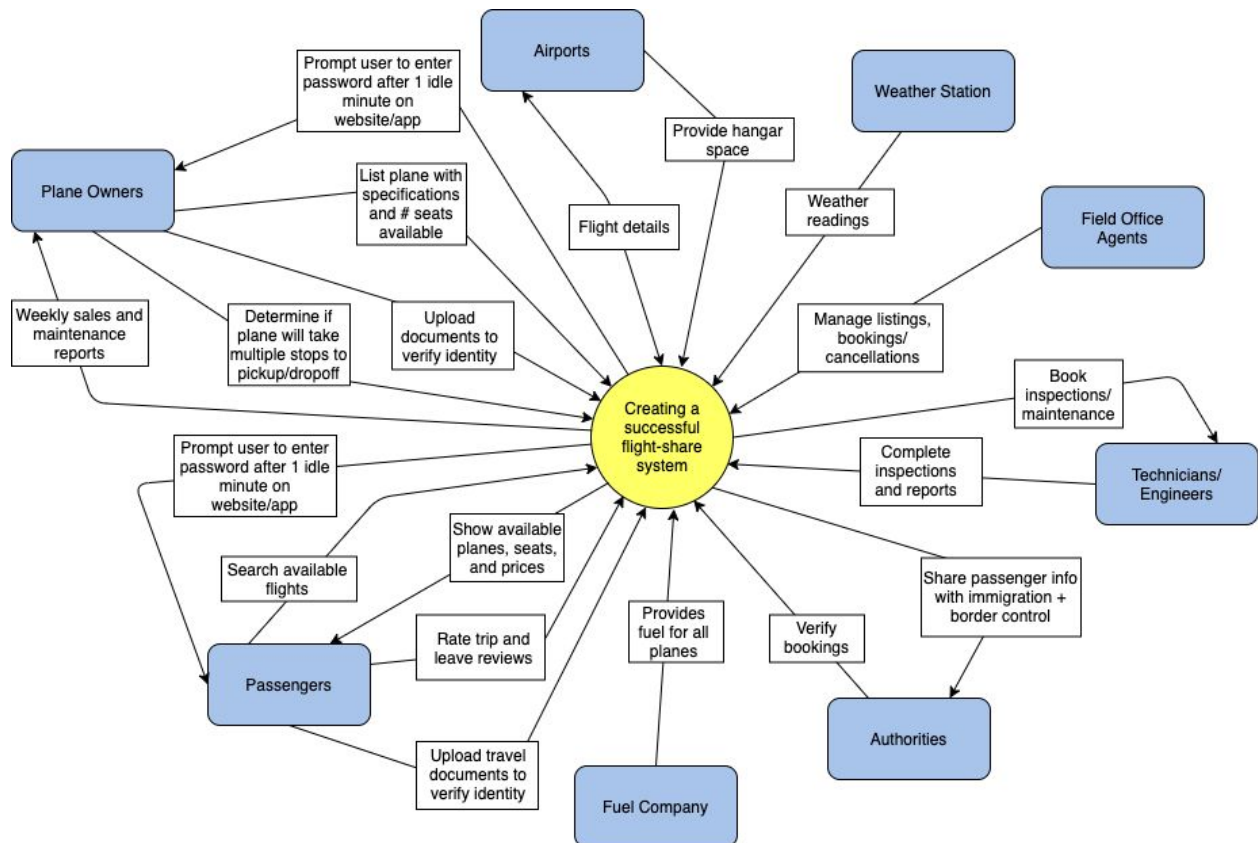 Airports
Prompt user to enter
password after 1 idle
minute on
website/app
Weather Station
Provide hangar
space
Plane Owners
List plane with
specifications
and # seats
available
Weather
readings
Flight details
Field Office
Agents
Weekly sales and
maintenance
reports
Determine if
plane will take
multiple stops to
pickup/dropoff
Upload
documents to
verify identity
Manage listings,
bookings/
cancellations
Creating a
successful
flight-share
system
Book
inspections/
maintenance
Prompt user to enter
password after 1 idle
minute on
website/app
Complete
inspections
and reports
Technicians/
Engineers
Search available
flights
Show available
planes, seats,
and prices
Share passenger info
with immigration +
border control
Rate trip and
leave reviews
Provides
fuel for all
planes
Verify
bookings
Passengers
Authorities
Upload travel
documents to
verify identity
Fuel Company